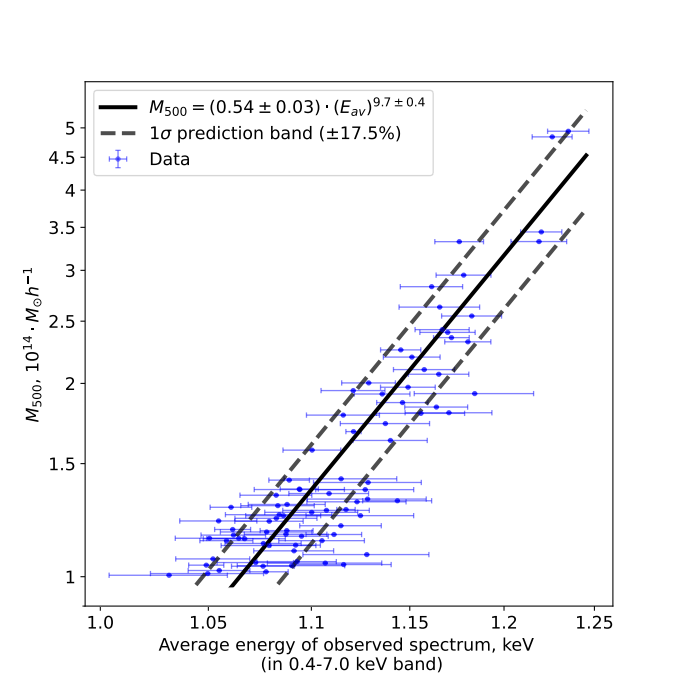 M₅₀₀ = (0.54 ± 0.03) · (Eₐᵥ)⁹·⁷ ± ⁰·⁴
1σ prediction band (±17.5%)
Data
5
4.5
4
3.5
3
2.5
2
1.5
1
M₅₀₀, 10¹⁴ · M⊙h⁻¹
1.0 1.05 1.1 1.15 1.2 1.25
Average energy of observed spectrum, keV
(in 0.4-7.0 keV band)